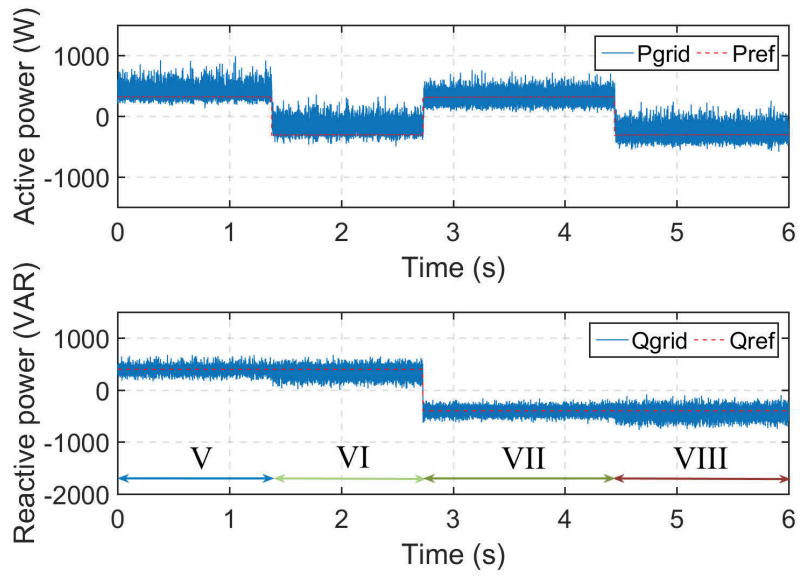 Active power (W)
1000
0
-1000
Pgrid Pref
0 1 2 3 4 5 6
Time (s)
Reactive power (VAR)
1000
0
-1000
-2000
Qgrid Qref
V VI VII VIII
0 1 2 3 4 5 6
Time (s)